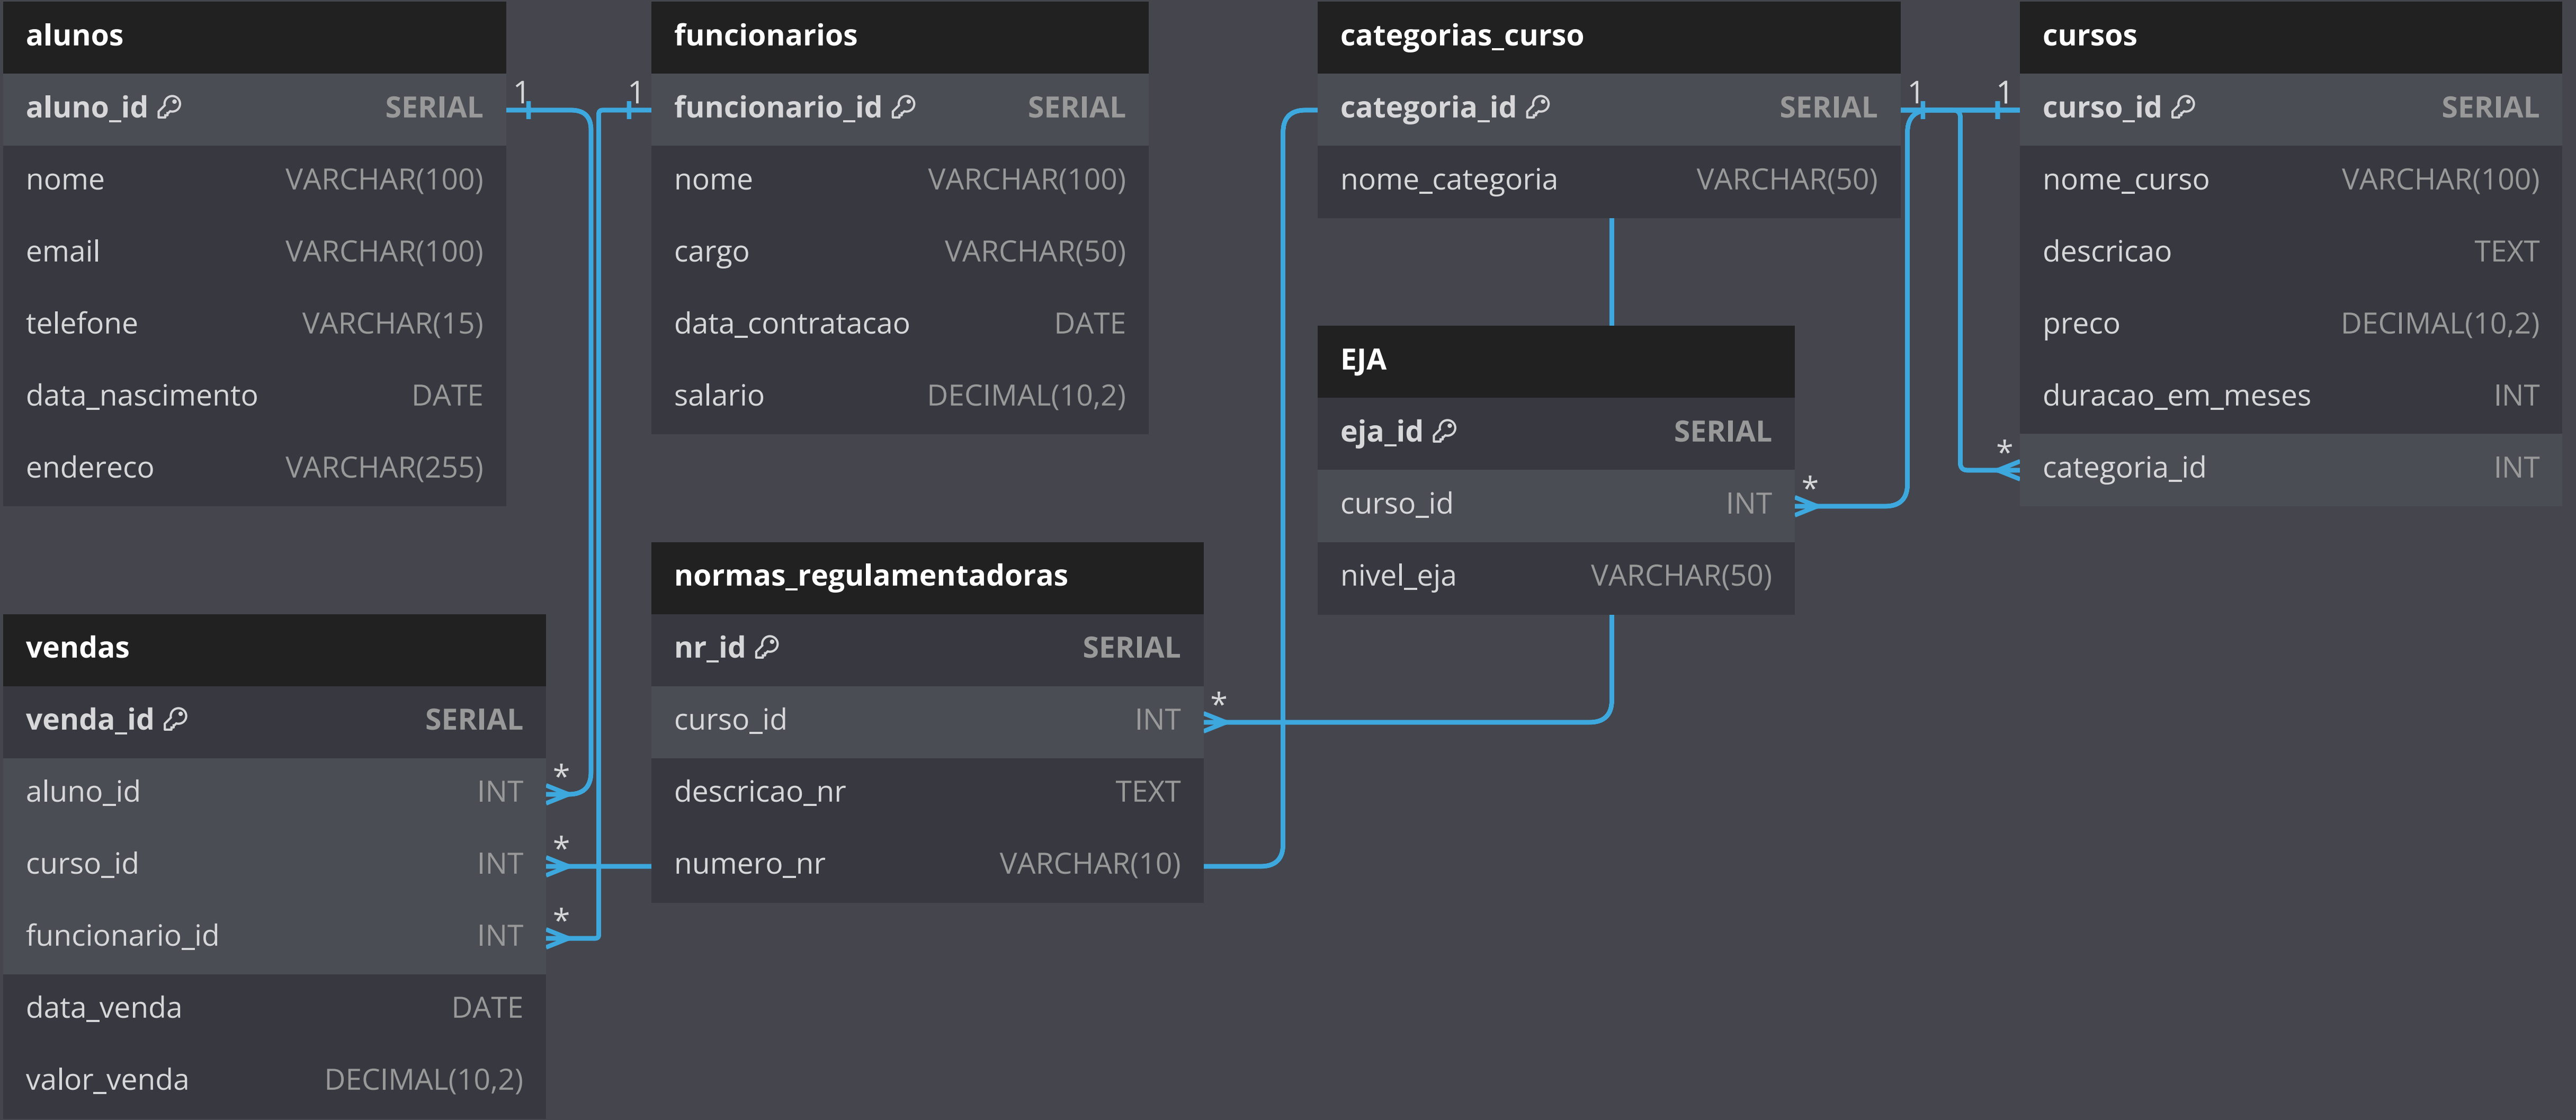 alunos
aluno_id SERIAL
nome VARCHAR(100)
email VARCHAR(100)
telefone VARCHAR(15)
data_nascimento DATE
endereco VARCHAR(255)
1
1
funcionarios
funcionario_id SERIAL
nome VARCHAR(100)
cargo VARCHAR(50)
data_contratacao DATE
salario DECIMAL(10,2)
categorias_curso
categoria_id SERIAL
nome_categoria VARCHAR(50)
1
1
cursos
curso_id SERIAL
nome_curso VARCHAR(100)
descricao TEXT
preco DECIMAL(10,2)
duracao_em_meses INT
*
categoria_id INT
EJA
eja_id SERIAL
curso_id INT
*
nivel_eja VARCHAR(50)
normas_regulamentadoras
nr_id SERIAL
curso_id INT
*
descricao_nr TEXT
numero_nr VARCHAR(10)
vendas
venda_id SERIAL
aluno_id INT
*
curso_id INT
*
funcionario_id INT
*
data_venda DATE
valor_venda DECIMAL(10,2)